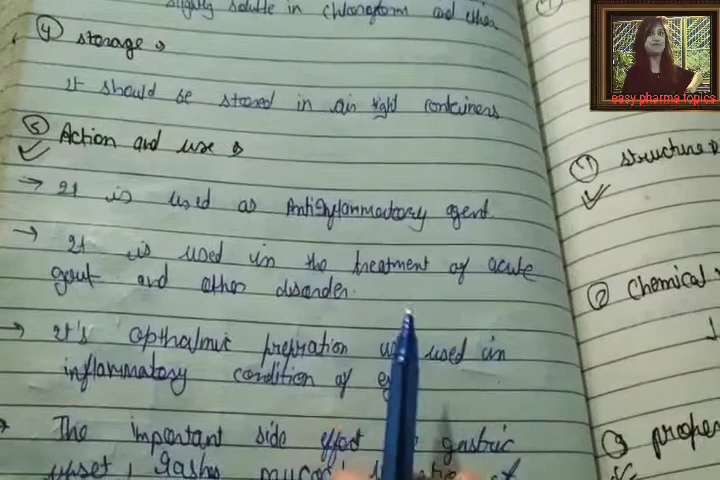 slightly soluble in chloroform and ether
④ storage
It should be stored in air tight containers
⑤ Action and use
→ It is used as Antiinflammatory agent.
→ It is used in the treatment of acute
gout and other disorder.
→ It's opthalmic prepration used in
inflammatory condition of
→ The important side effect gastric
upset,
① structure
② Chemical
③ proper
easy pharma topics